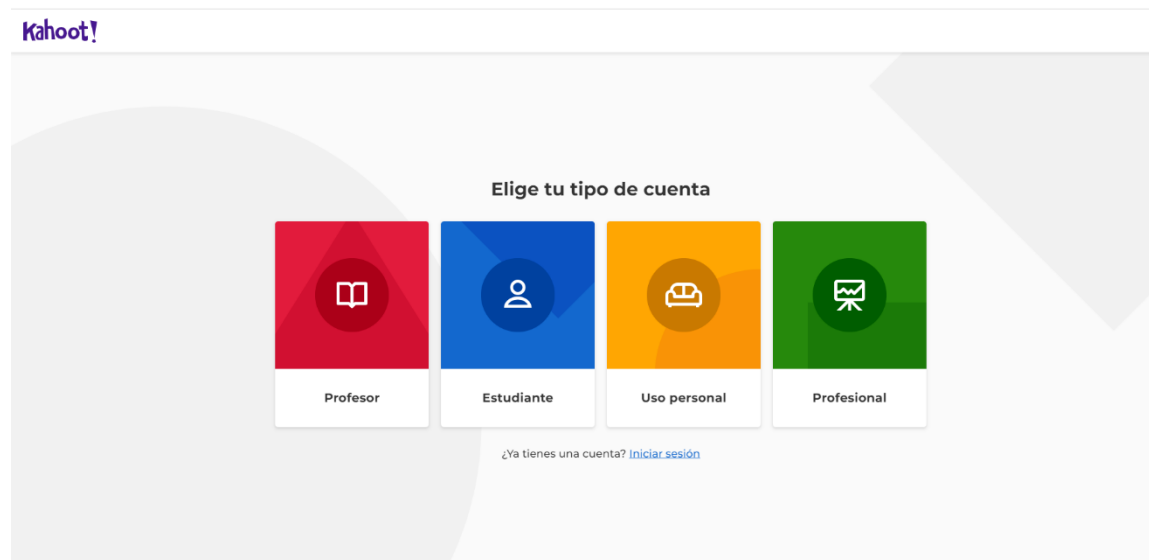 Kahoot!
Elige tu tipo de cuenta
Profesor
Estudiante
Uso personal
Profesional
¿Ya tienes una cuenta? Iniciar sesión